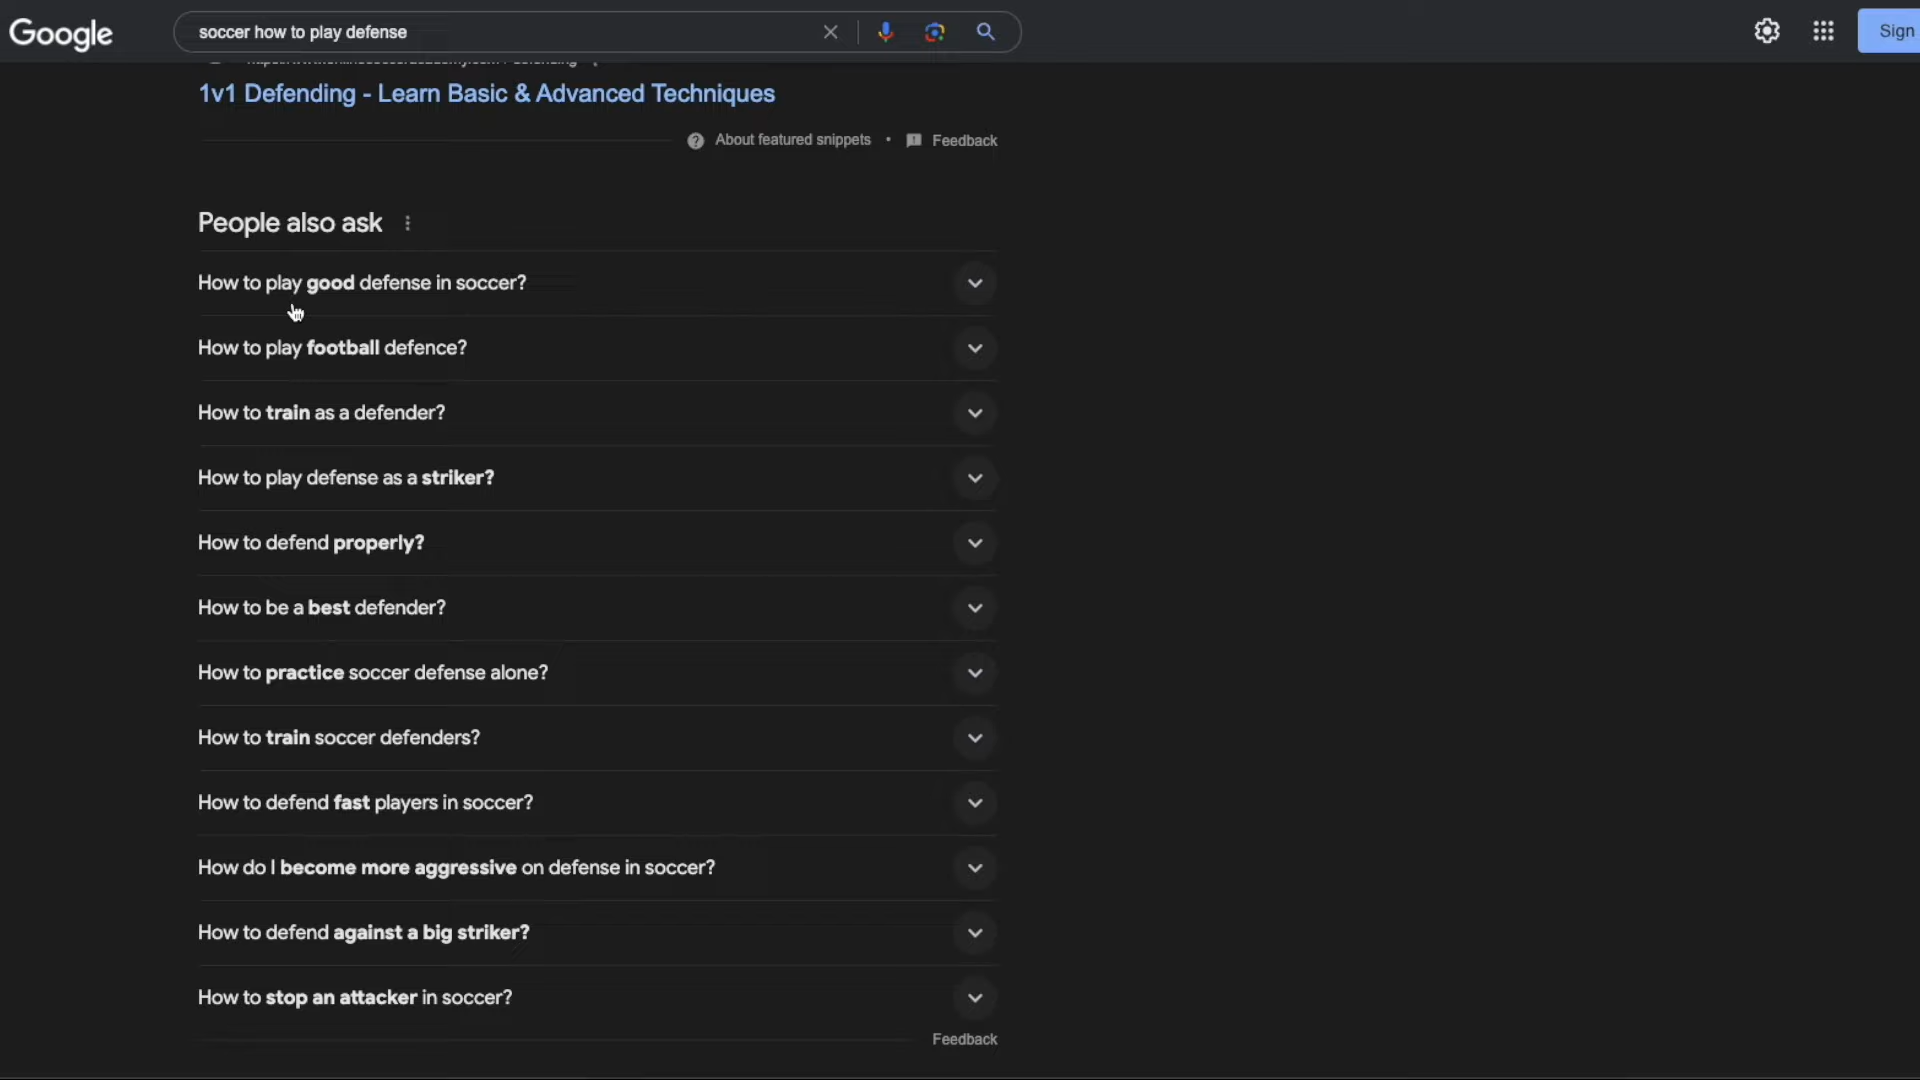 Google
soccer how to play defense
Sign
1v1 Defending - Learn Basic & Advanced Techniques
About featured snippets • Feedback
People also ask
How to play good defense in soccer?
How to play football defence?
How to train as a defender?
How to play defense as a striker?
How to defend properly?
How to be a best defender?
How to practice soccer defense alone?
How to train soccer defenders?
How to defend fast players in soccer?
How do I become more aggressive on defense in soccer?
How to defend against a big striker?
How to stop an attacker in soccer?
Feedback